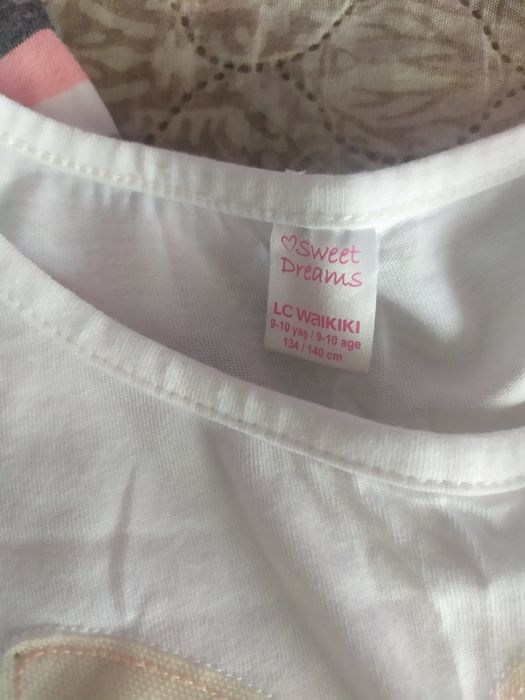 ♡Sweet
Dreams
LC WAIKIKI
9-10 yaş / 9-10 age
134 / 140 cm